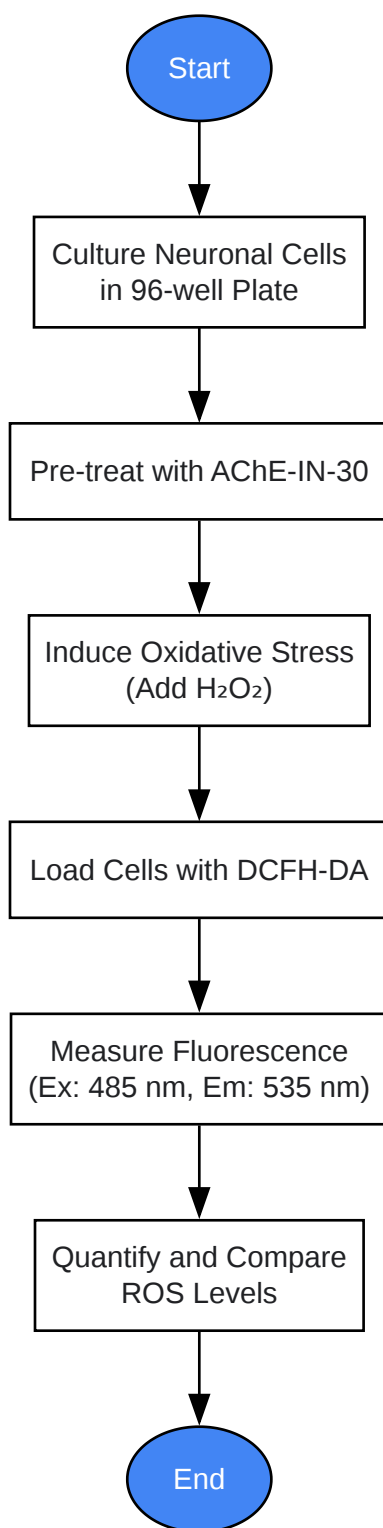 Start
Culture Neuronal Cells
in 96-well Plate
Pre-treat with AChE-IN-30
Induce Oxidative Stress
(Add H₂O₂)
Load Cells with DCFH-DA
Measure Fluorescence
(Ex: 485 nm, Em: 535 nm)
Quantify and Compare
ROS Levels
End